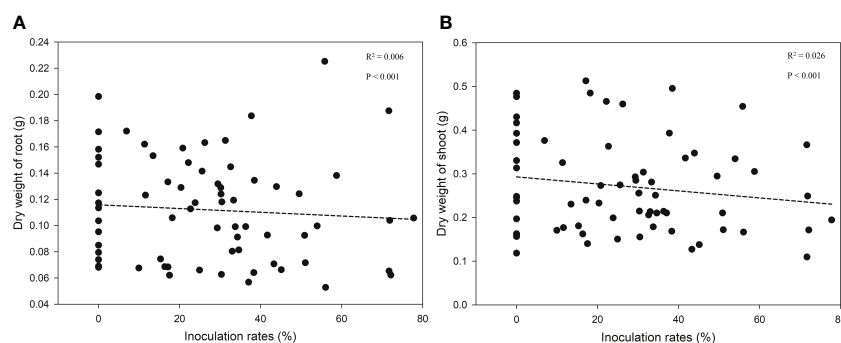 A
0.24
0.22
0.20
0.18
0.16
0.14
0.12
0.10
0.08
0.06
0.04
Dry weight of root (g)
0 20 40 60 80
Inoculation rates (%)
R² = 0.006
P < 0.001
B
0.6
0.5
0.4
0.3
0.2
0.1
0.0
Dry weight of shoot (g)
0 20 40 60 8
Inoculation rates (%)
R² = 0.026
P < 0.001